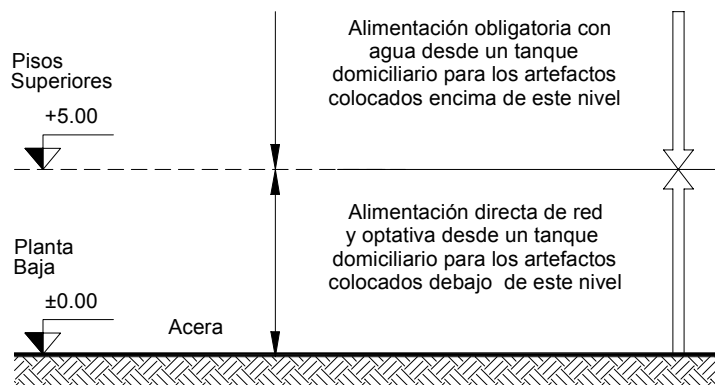 Pisos
Superiores
+5.00
Alimentación obligatoria con
agua desde un tanque
domiciliario para los artefactos
colocados encima de este nivel
Planta
Baja
±0.00
Acera
Alimentación directa de red
y optativa desde un tanque
domiciliario para los artefactos
colocados debajo de este nivel